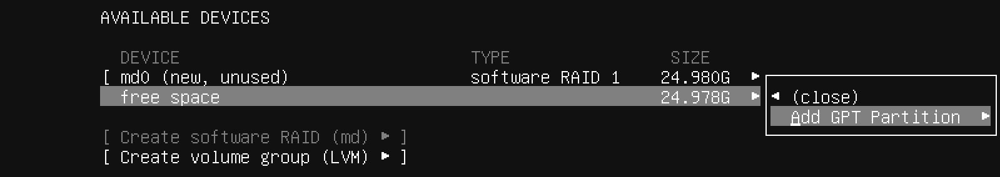 AVAILABLE DEVICES
DEVICE TYPE SIZE
[ md0 (new, unused) software RAID 1 24.980G ►
free space 24.978G ► ◄ (close)
Add GPT Partition ►
[ Create software RAID (md) ► ]
[ Create volume group (LVM) ► ]